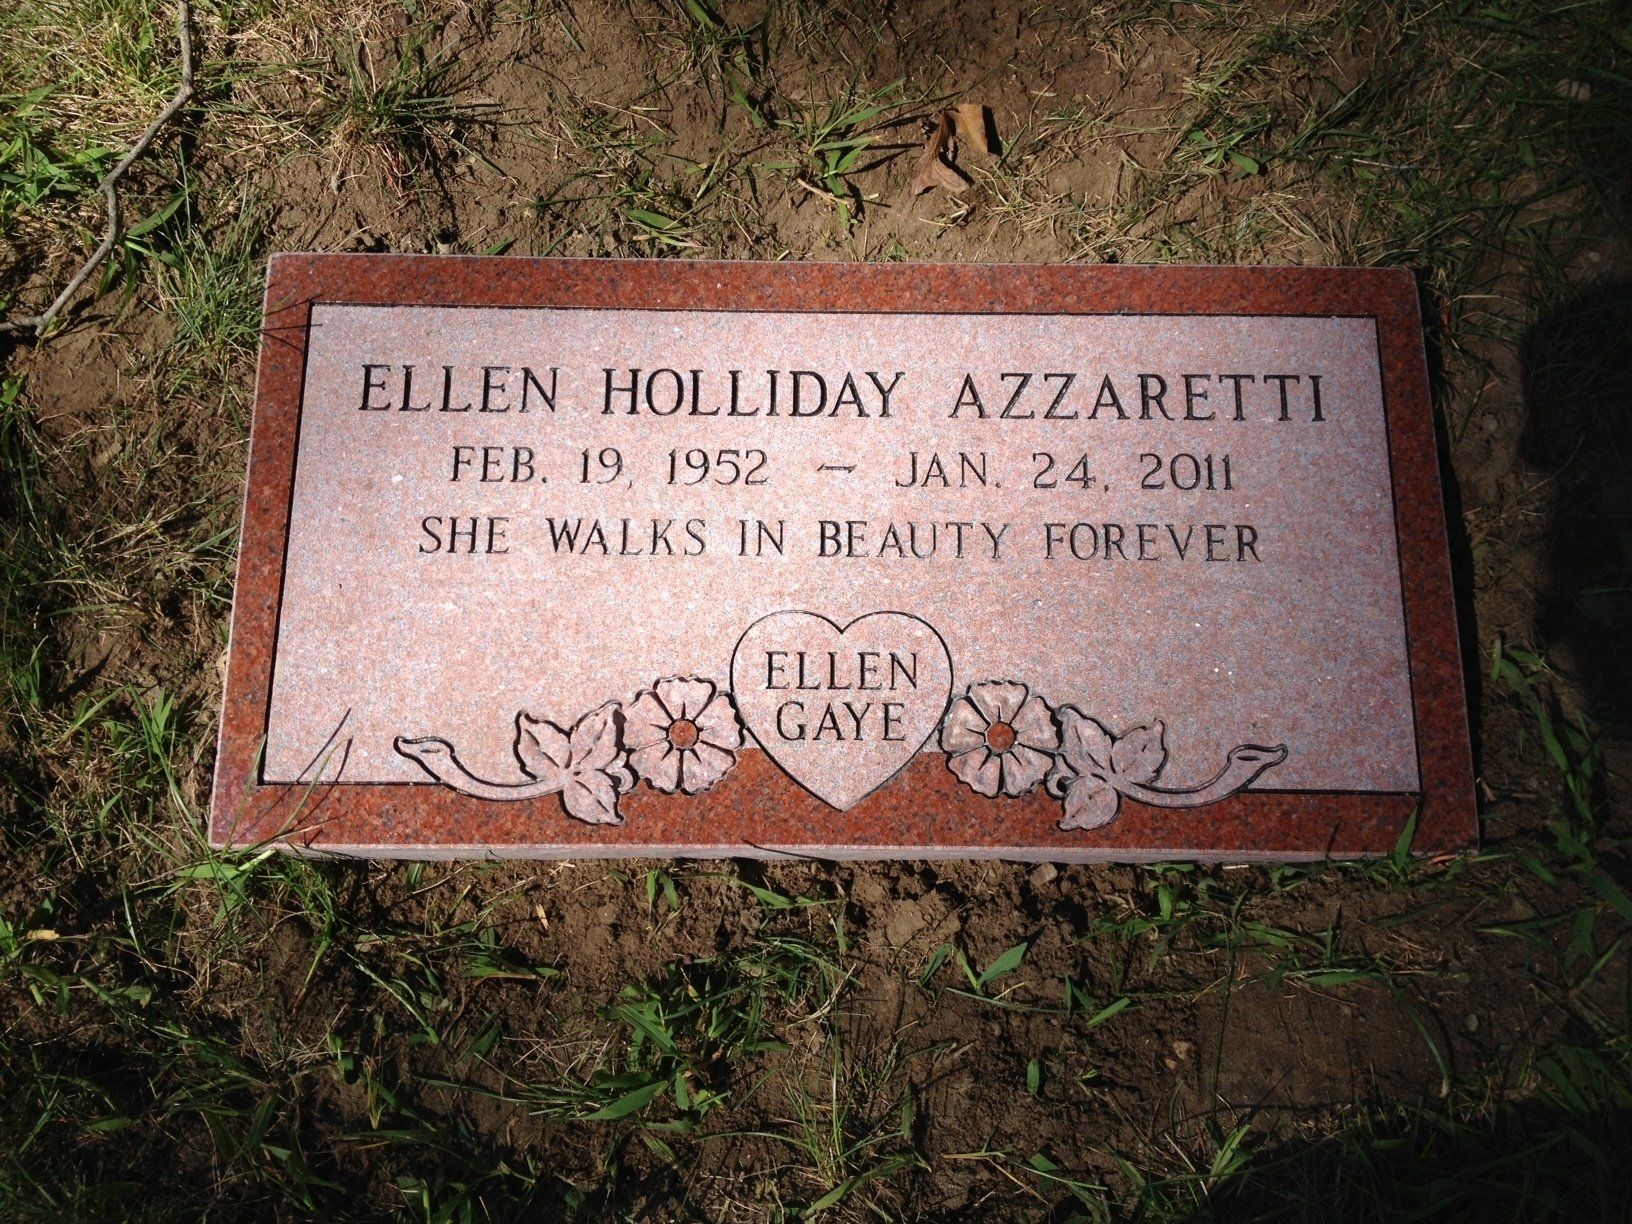 ELLEN HOLLIDAY AZZARETTI
FEB. 19, 1952 ~ JAN. 24, 2011
SHE WALKS IN BEAUTY FOREVER
ELLEN
GAYE